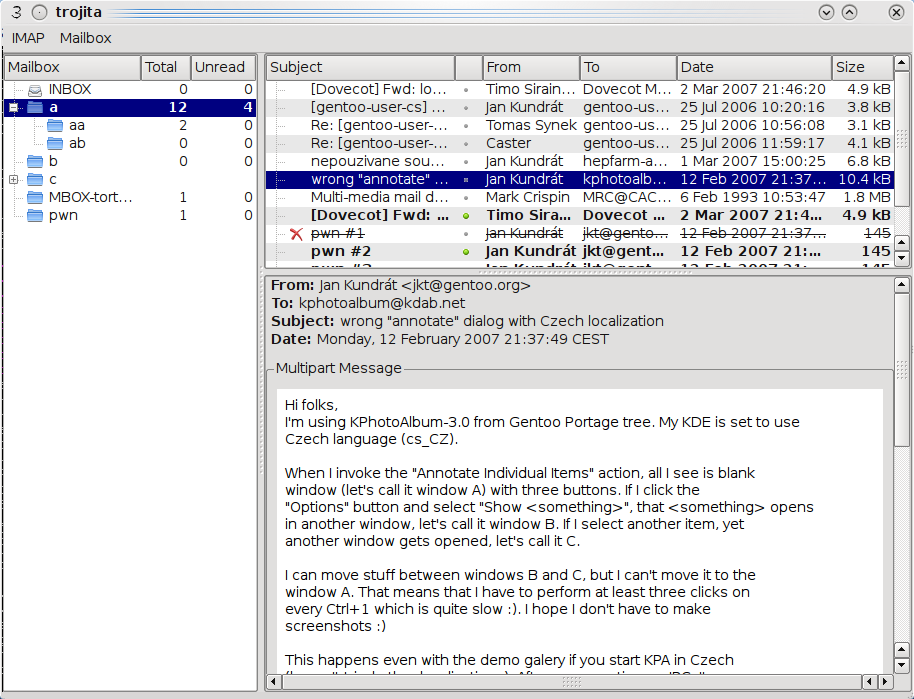 trojita
IMAP Mailbox
Mailbox Total Unread
INBOX 0 0
a 12 4
aa 2 0
ab 0 0
b 0 0
c
MBOX-tort... 1 0
pwn 1 0
Subject From To Date Size
[Dovecot] Fwd: lo... Timo Sirain... Dovecot M... 2 Mar 2007 21:46:20 4.9 kB
[gentoo-user-cs] ... Jan Kundrát gentoo-us... 25 Jul 2006 10:20:16 3.8 kB
Re: [gentoo-user-... Tomas Synek gentoo-us... 25 Jul 2006 10:56:08 3.1 kB
Re: [gentoo-user-... Caster gentoo-us... 25 Jul 2006 11:59:17 4.1 kB
nepouzivane sou... Jan Kundrát hepfarm-a... 1 Mar 2007 15:00:25 6.8 kB
wrong "annotate" ... Jan Kundrát kphotoalb... 12 Feb 2007 21:37... 10.4 kB
Multi-media mail d... Mark Crispin MRC@CAC... 6 Feb 1993 10:53:47 1.8 MB
[Dovecot] Fwd: ... Timo Sira... Dovecot ... 2 Mar 2007 21:4... 4.9 kB
pwn #1 Jan Kundrát jkt@gento... 12 Feb 2007 21:37... 145
pwn #2 Jan Kundrát jkt@gent... 12 Feb 2007 21:... 145
From: Jan Kundrát <jkt@gentoo.org>
To: kphotoalbum@kdab.net
Subject: wrong "annotate" dialog with Czech localization
Date: Monday, 12 February 2007 21:37:49 CEST
Multipart Message
Hi folks,
I'm using KPhotoAlbum-3.0 from Gentoo Portage tree. My KDE is set to use
Czech language (cs_CZ).
When I invoke the "Annotate Individual Items" action, all I see is blank
window (let's call it window A) with three buttons. If I click the
"Options" button and select "Show <something>", that <something> opens
in another window, let's call it window B. If I select another item, yet
another window gets opened, let's call it C.
I can move stuff between windows B and C, but I can't move it to the
window A. That means that I have to perform at least three clicks on
every Ctrl+1 which is quite slow :). I hope I don't have to make
screenshots :)
This happens even with the demo galery if you start KPA in Czech